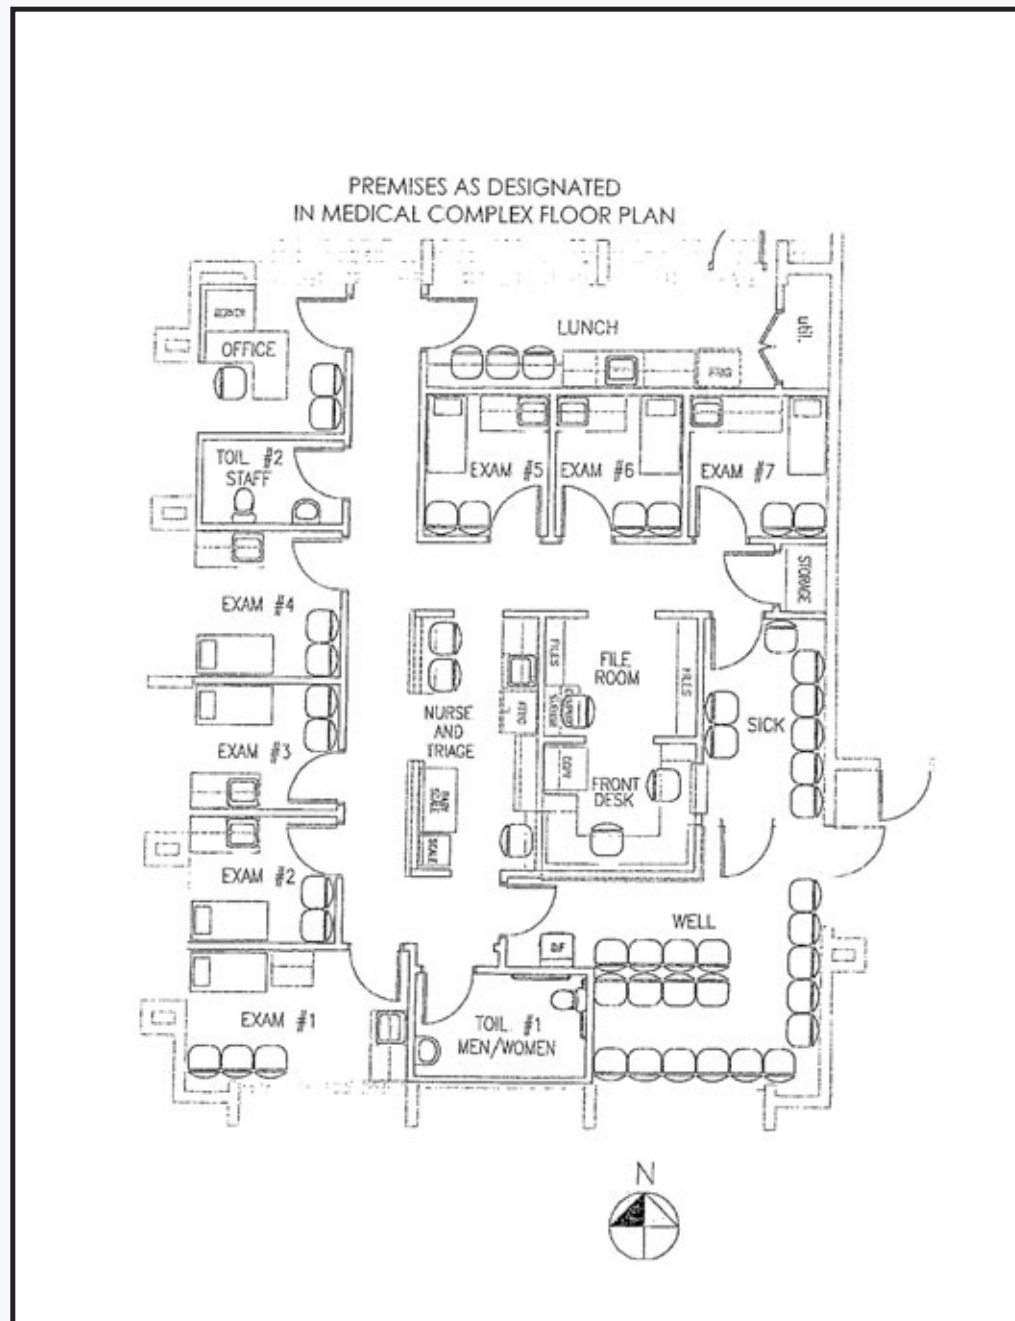 PREMISES AS DESIGNATED
IN MEDICAL COMPLEX FLOOR PLAN
LUNCH
util.
OFFICE
FRIG
TOIL #2
STAFF
EXAM #5
EXAM #6
EXAM #7
STORAGE
EXAM #4
FILES
FILE
ROOM
FILES
SICK
NURSE
AND
TRIAGE
EXAM #3
COPY
FRONT
DESK
BABY
SCALE
SCALE
EXAM #2
WELL
D.F
EXAM #1
TOIL #1
MEN/WOMEN
N